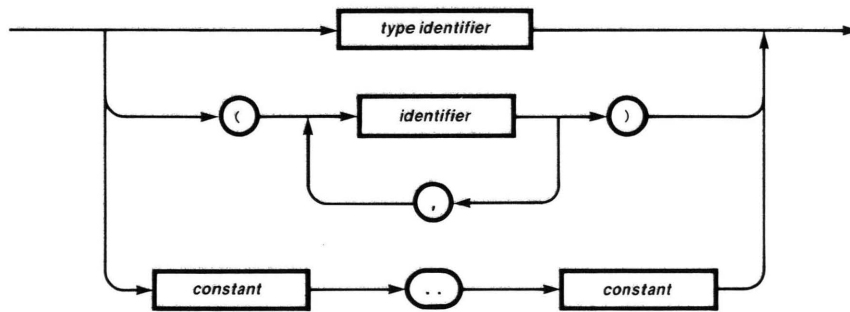 type identifier
( identifier )
,
constant .. constant